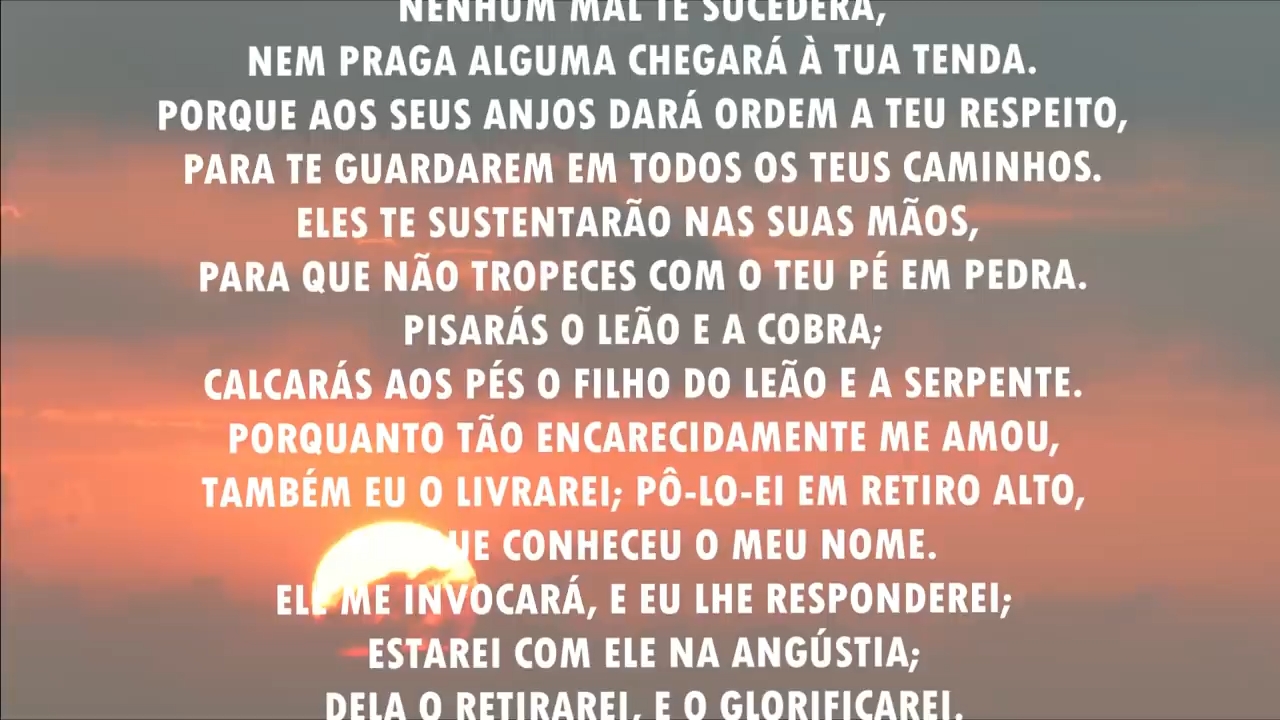 NENHUM MAL TE SUCEDERÁ,
NEM PRAGA ALGUMA CHEGARÁ À TUA TENDA.
PORQUE AOS SEUS ANJOS DARÁ ORDEM A TEU RESPEITO,
PARA TE GUARDAREM EM TODOS OS TEUS CAMINHOS.
ELES TE SUSTENTARÃO NAS SUAS MÃOS,
PARA QUE NÃO TROPECES COM O TEU PÉ EM PEDRA.
PISARÁS O LEÃO E A COBRA;
CALCARÁS AOS PÉS O FILHO DO LEÃO E A SERPENTE.
PORQUANTO TÃO ENCARECIDAMENTE ME AMOU,
TAMBÉM EU O LIVRAREI; PÔ-LO-EI EM RETIRO ALTO,
CONHECEU O MEU NOME.
ELE ME INVOCARÁ, E EU LHE RESPONDEREI;
ESTAREI COM ELE NA ANGÚSTIA;
DELA O RETIRAREI, E O GLORIFICAREI.